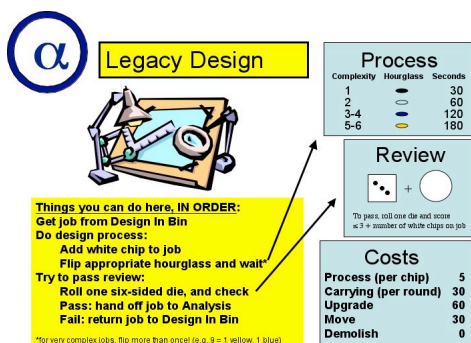 α
Legacy Design
Things you can do here, IN ORDER:
Get job from Design In Bin
Do design process:
Add white chip to job
Flip appropriate hourglass and wait*
Try to pass review:
Roll one six-sided die, and check
Pass: hand off job to Analysis
Fail: return job to Design In Bin
*for very complex jobs, flip more than once! (e.g. 9 = 1 yellow, 1 blue)
Process
Complexity Hourglass Seconds
1 30
2 60
3-4 120
5-6 180
Review
+
To pass, roll one die and score
≤ 3 + number of white chips on job
Costs
Process (per chip) 5
Carrying (per round) 30
Upgrade 60
Move 30
Demolish 0